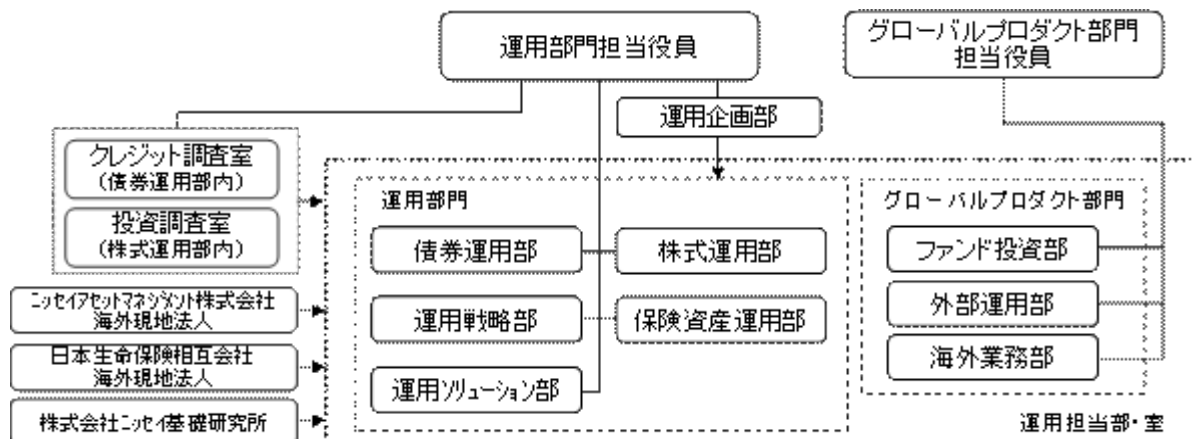 運用部門担当役員
グローバルプロダクト部門
担当役員
運用企画部
クレジット調査室
(債券運用部内)
投資調査室
(株式運用部内)
ニッセイアセットマネジメント株式会社
海外現地法人
日本生命保険相互会社
海外現地法人
株式会社ニッセイ基礎研究所
運用部門
債券運用部
株式運用部
運用戦略部
保険資産運用部
運用ソリューション部
グローバルプロダクト部門
ファンド投資部
外部運用部
海外業務部
運用担当部・室